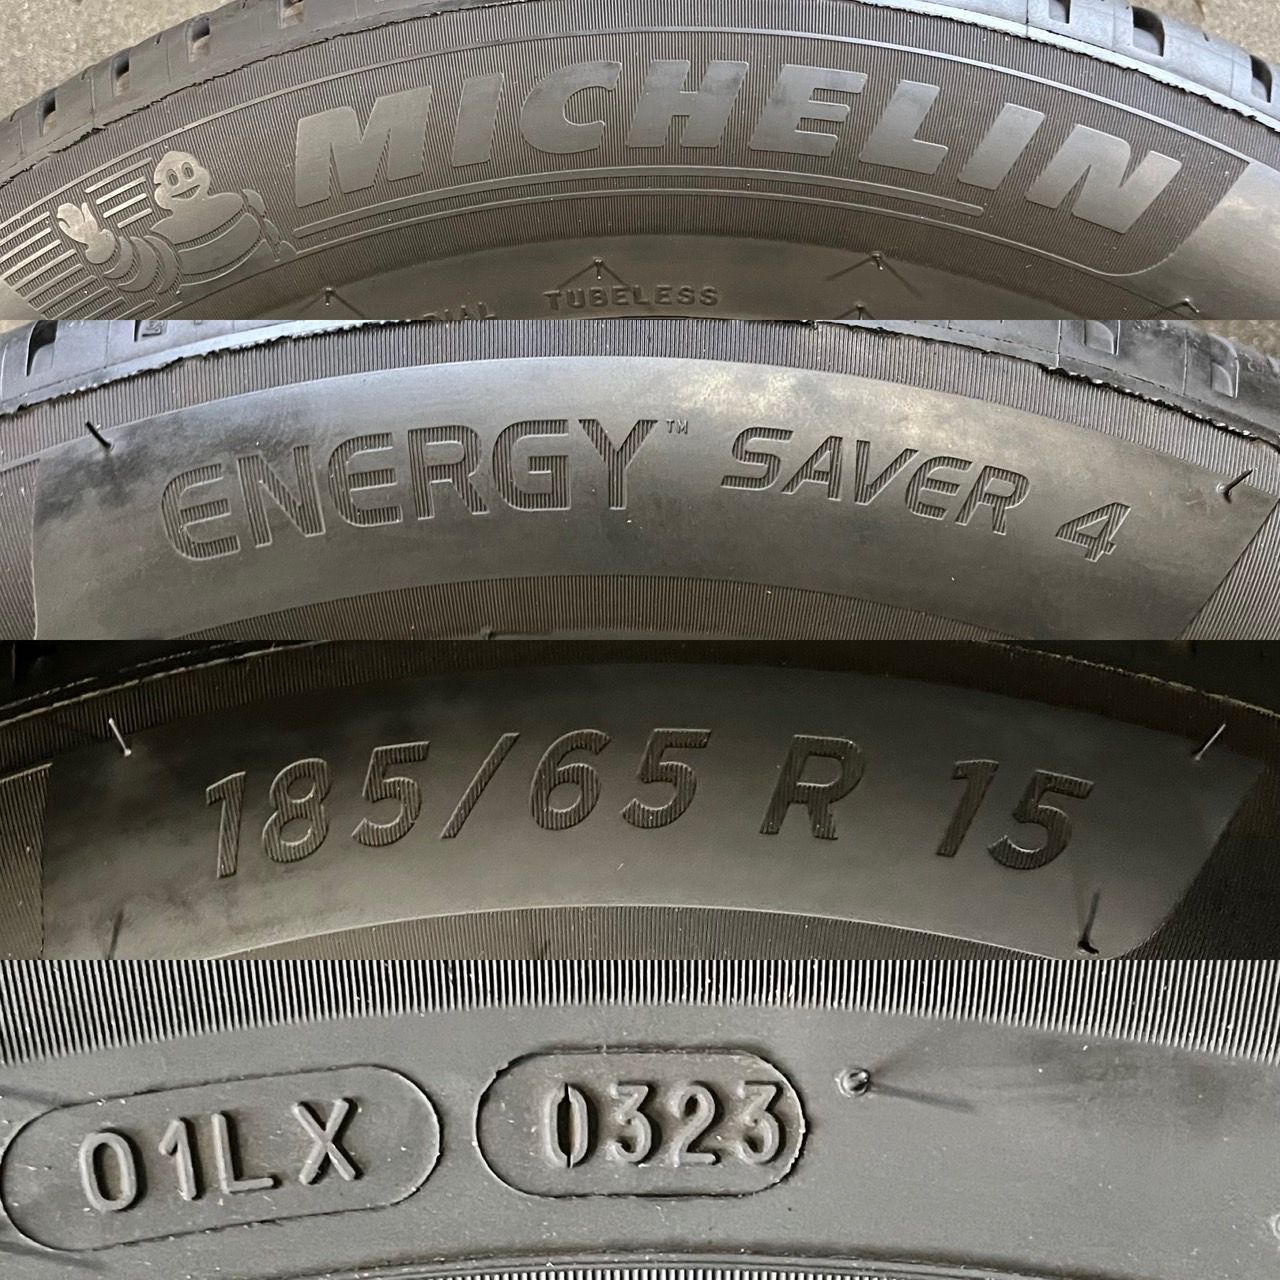 MICHELIN
TUBELESS
ENERGY™ SAVER 4
185/65 R 15
01LX 0323